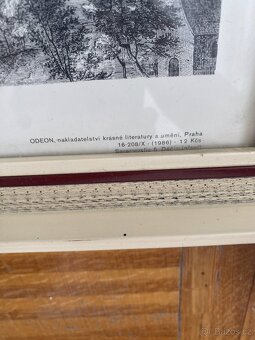 ODEON, nakladatelství krásné literatury a umění, Praha
16-208/X - (1986) - 12 Kčs